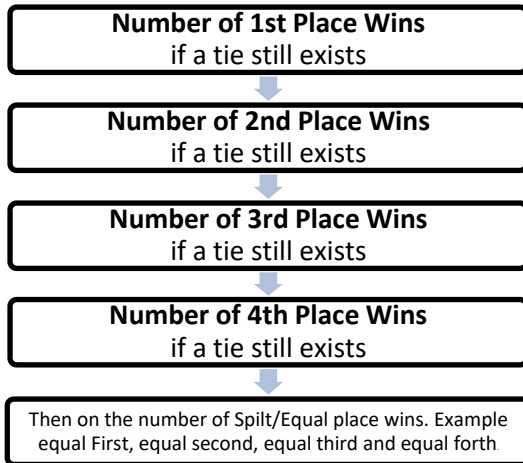 Number of 1st Place Wins
if a tie still exists
Number of 2nd Place Wins
if a tie still exists
Number of 3rd Place Wins
if a tie still exists
Number of 4th Place Wins
if a tie still exists
Then on the number of Spilt/Equal place wins. Example
equal First, equal second, equal third and equal forth.